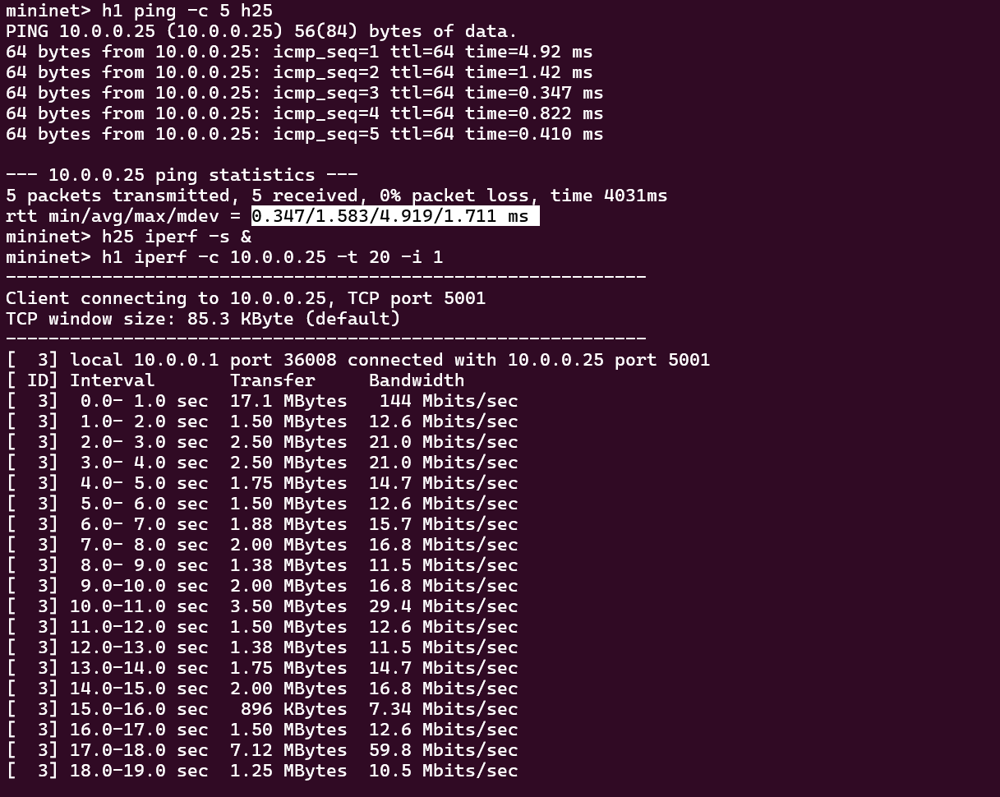 mininet> h1 ping -c 5 h25
PING 10.0.0.25 (10.0.0.25) 56(84) bytes of data.
64 bytes from 10.0.0.25: icmp_seq=1 ttl=64 time=4.92 ms
64 bytes from 10.0.0.25: icmp_seq=2 ttl=64 time=1.42 ms
64 bytes from 10.0.0.25: icmp_seq=3 ttl=64 time=0.347 ms
64 bytes from 10.0.0.25: icmp_seq=4 ttl=64 time=0.822 ms
64 bytes from 10.0.0.25: icmp_seq=5 ttl=64 time=0.410 ms

--- 10.0.0.25 ping statistics ---
5 packets transmitted, 5 received, 0% packet loss, time 4031ms
rtt min/avg/max/mdev = 0.347/1.583/4.919/1.711 ms
mininet> h25 iperf -s &
mininet> h1 iperf -c 10.0.0.25 -t 20 -i 1
------------------------------------------------------------
Client connecting to 10.0.0.25, TCP port 5001
TCP window size: 85.3 KByte (default)
------------------------------------------------------------
[  3] local 10.0.0.1 port 36008 connected with 10.0.0.25 port 5001
[ ID] Interval       Transfer     Bandwidth
[  3]  0.0- 1.0 sec  17.1 MBytes   144 Mbits/sec
[  3]  1.0- 2.0 sec  1.50 MBytes  12.6 Mbits/sec
[  3]  2.0- 3.0 sec  2.50 MBytes  21.0 Mbits/sec
[  3]  3.0- 4.0 sec  2.50 MBytes  21.0 Mbits/sec
[  3]  4.0- 5.0 sec  1.75 MBytes  14.7 Mbits/sec
[  3]  5.0- 6.0 sec  1.50 MBytes  12.6 Mbits/sec
[  3]  6.0- 7.0 sec  1.88 MBytes  15.7 Mbits/sec
[  3]  7.0- 8.0 sec  2.00 MBytes  16.8 Mbits/sec
[  3]  8.0- 9.0 sec  1.38 MBytes  11.5 Mbits/sec
[  3]  9.0-10.0 sec  2.00 MBytes  16.8 Mbits/sec
[  3] 10.0-11.0 sec  3.50 MBytes  29.4 Mbits/sec
[  3] 11.0-12.0 sec  1.50 MBytes  12.6 Mbits/sec
[  3] 12.0-13.0 sec  1.38 MBytes  11.5 Mbits/sec
[  3] 13.0-14.0 sec  1.75 MBytes  14.7 Mbits/sec
[  3] 14.0-15.0 sec  2.00 MBytes  16.8 Mbits/sec
[  3] 15.0-16.0 sec   896 KBytes  7.34 Mbits/sec
[  3] 16.0-17.0 sec  1.50 MBytes  12.6 Mbits/sec
[  3] 17.0-18.0 sec  7.12 MBytes  59.8 Mbits/sec
[  3] 18.0-19.0 sec  1.25 MBytes  10.5 Mbits/sec